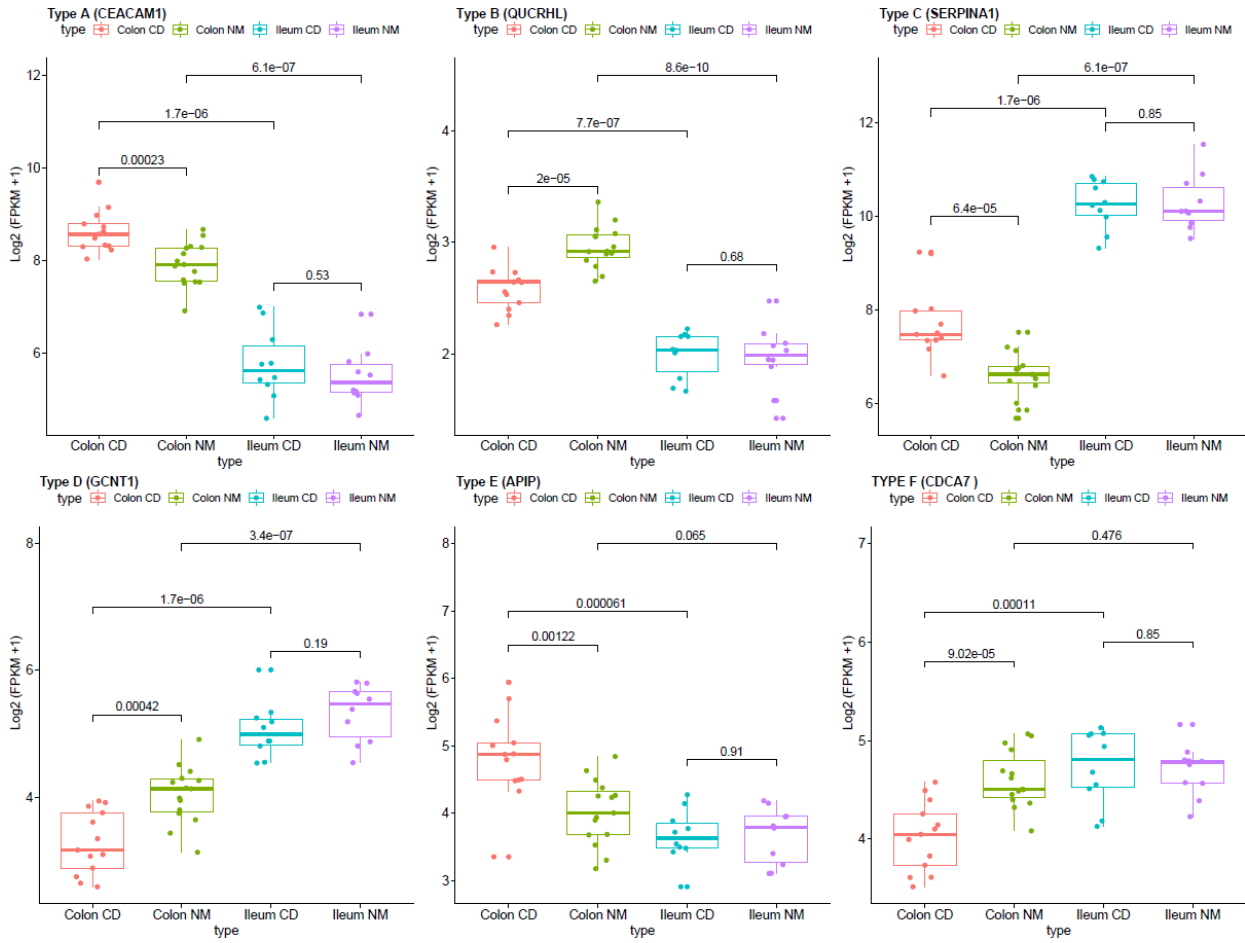 Type A (CEACAM1)
type Colon CD Colon NM Ileum CD Ileum NM
12
10
8
6
Log2 (FPKM +1)
6.1e−07
1.7e−06
0.00023
0.53
Colon CD Colon NM Ileum CD Ileum NM
type
Type B (QUCRHL)
type Colon CD Colon NM Ileum CD Ileum NM
4
3
2
Log2 (FPKM +1)
8.6e−10
7.7e−07
2e−05
0.68
Colon CD Colon NM Ileum CD Ileum NM
type
Type C (SERPINA1)
type Colon CD Colon NM Ileum CD Ileum NM
12
10
8
6
Log2 (FPKM +1)
6.1e−07
1.7e−06
0.85
6.4e−05
Colon CD Colon NM Ileum CD Ileum NM
type
Type D (GCNT1)
type Colon CD Colon NM Ileum CD Ileum NM
8
6
4
Log2 (FPKM +1)
3.4e−07
1.7e−06
0.19
0.00042
Colon CD Colon NM Ileum CD Ileum NM
type
Type E (APIP)
type Colon CD Colon NM Ileum CD Ileum NM
8
7
6
5
4
3
Log2 (FPKM +1)
0.065
0.000061
0.00122
0.91
Colon CD Colon NM Ileum CD Ileum NM
type
TYPE F (CDCA7 )
type Colon CD Colon NM Ileum CD Ileum NM
7
6
5
4
Log2 (FPKM +1)
0.476
0.00011
0.85
9.02e−05
Colon CD Colon NM Ileum CD Ileum NM
type